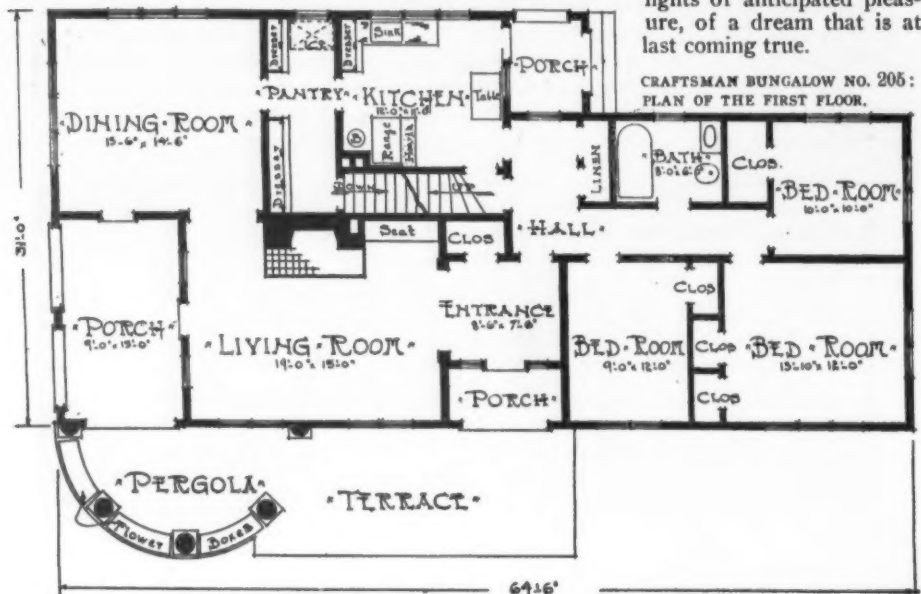 lights of anticipated pleas-
ure, of a dream that is at
last coming true.
CRAFTSMAN BUNGALOW NO. 205:
PLAN OF THE FIRST FLOOR.
DINING ROOM
15'-6" x 14'-6"
Dresser
PANTRY
Dresser
Dresser
Sink
KITCHEN
Table
B
Range
Hearth
PORCH
Down
Up
LINEN
BATH
CLOS.
BED ROOM
10'-0" x 10'-0"
HALL
Seat
CLOS
31'-0"
PORCH
9'-0" x 15'-0"
LIVING ROOM
19'-0" x 15'-0"
ENTRANCE
PORCH
BED ROOM
9'-0" x 12'-0"
CLOS
CLOS
CLOS
BED ROOM
13'-10" x 12'-0"
PERGOLA
Flower Boxes
TERRACE
64'-6"